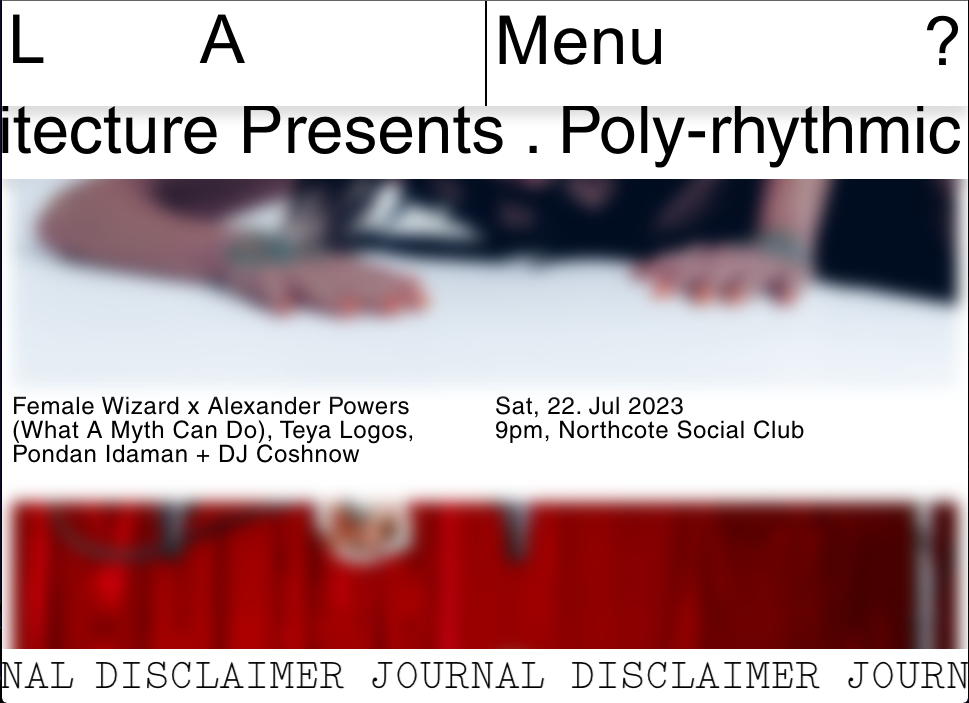 L A Menu ?
itecture Presents . Poly-rhythmic
Female Wizard x Alexander Powers
(What A Myth Can Do), Teya Logos,
Pondan Idaman + DJ Coshnow
Sat, 22. Jul 2023
9pm, Northcote Social Club
NAL DISCLAIMER JOURNAL DISCLAIMER JOURN